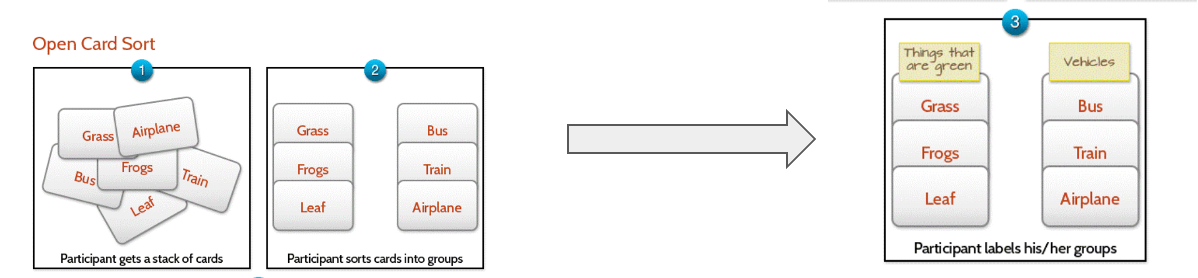 Open Card Sort
1
Grass
Airplane
Bus
Frogs
Train
Leaf
Participant gets a stack of cards
2
Grass
Frogs
Leaf
Bus
Train
Airplane
Participant sorts cards into groups
3
Things that
are green
Grass
Frogs
Leaf
Vehicles
Bus
Train
Airplane
Participant labels his/her groups